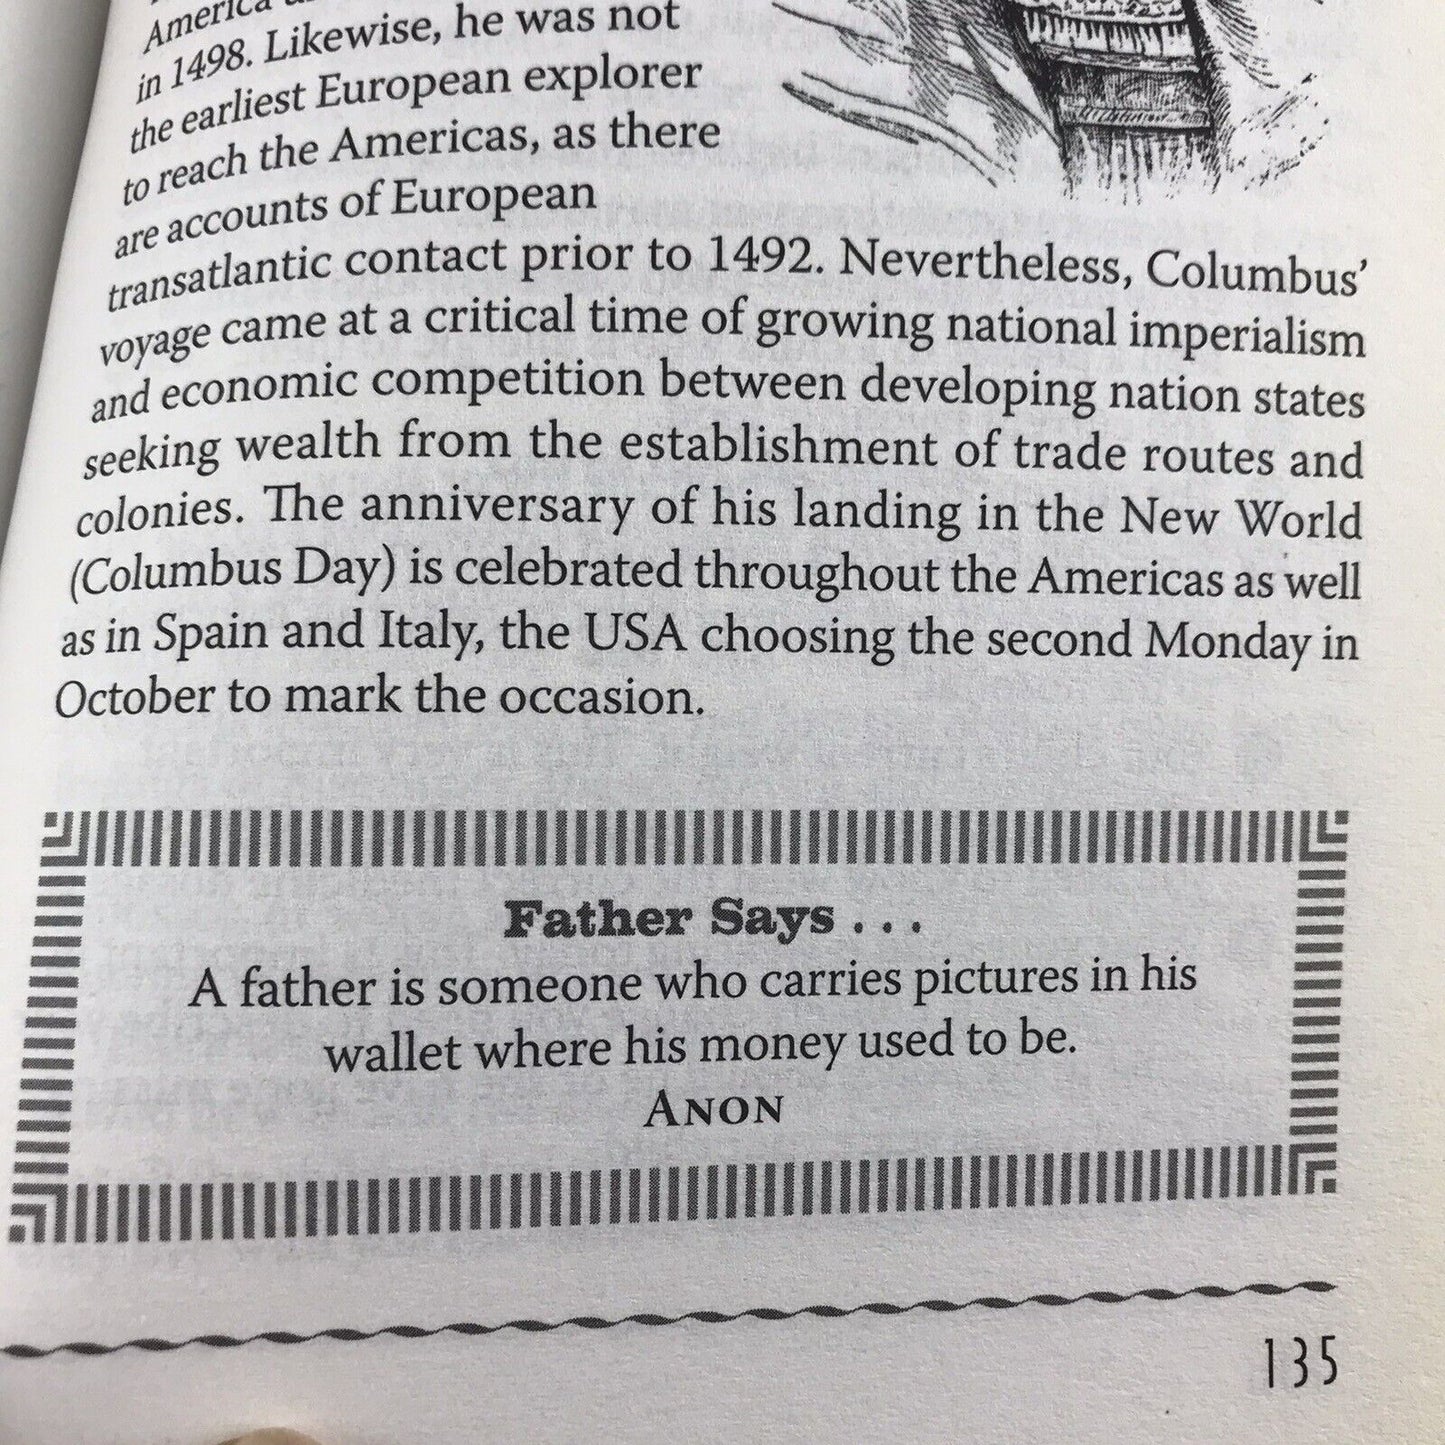 America
in 1498. Likewise, he was not
the earliest European explorer
to reach the Americas, as there
are accounts of European
transatlantic contact prior to 1492. Nevertheless, Columbus’
voyage came at a critical time of growing national imperialism
and economic competition between developing nation states
seeking wealth from the establishment of trade routes and
colonies. The anniversary of his landing in the New World
(Columbus Day) is celebrated throughout the Americas as well
as in Spain and Italy, the USA choosing the second Monday in
October to mark the occasion.
Father Says . . .
A father is someone who carries pictures in his
wallet where his money used to be.
ANON
135